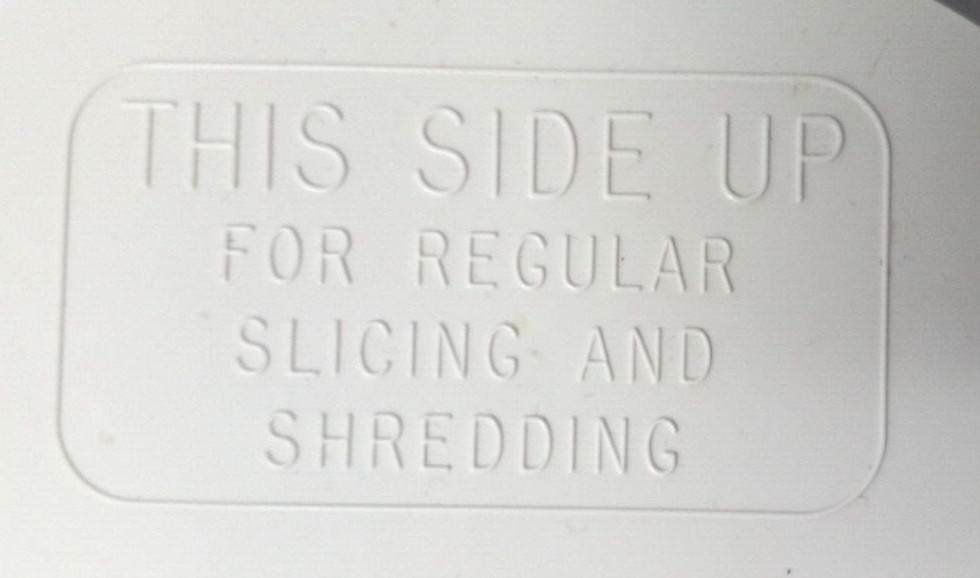 THIS SIDE UP
FOR REGULAR
SLICING AND
SHREDDING